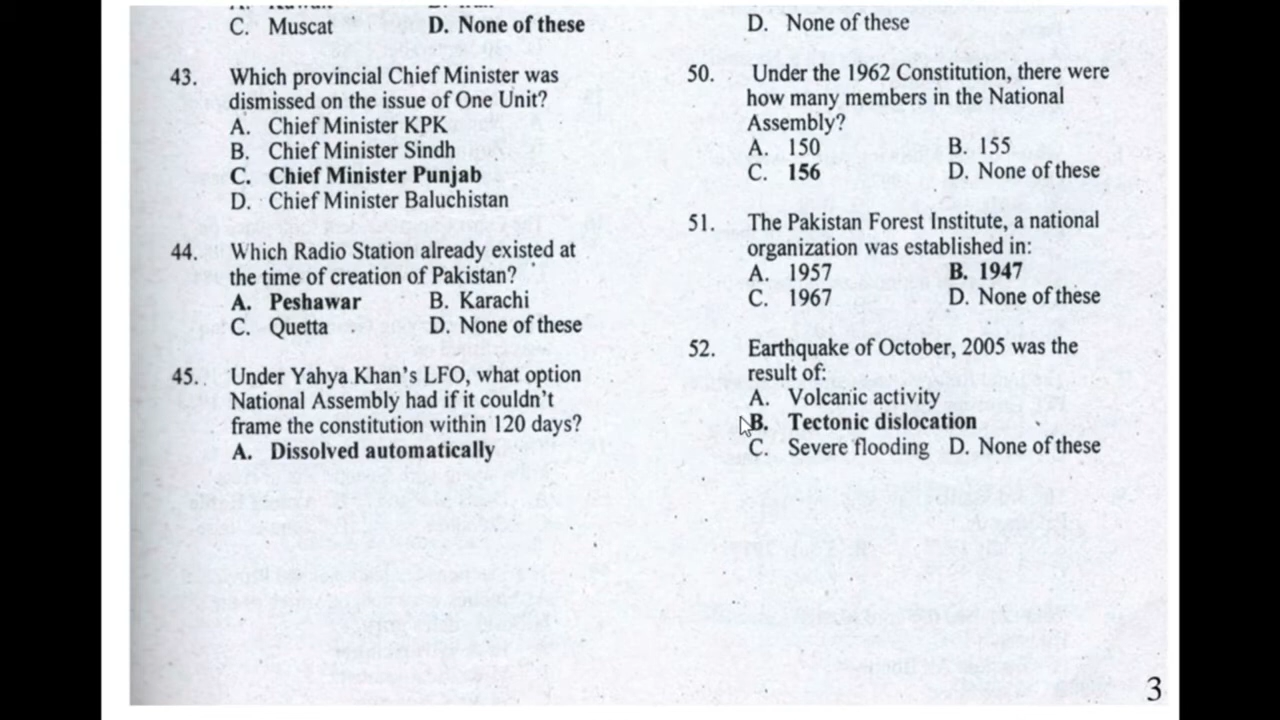 C. Muscat D. None of these
43. Which provincial Chief Minister was
dismissed on the issue of One Unit?
A. Chief Minister KPK
B. Chief Minister Sindh
C. Chief Minister Punjab
D. Chief Minister Baluchistan
44. Which Radio Station already existed at
the time of creation of Pakistan?
A. Peshawar B. Karachi
C. Quetta D. None of these
45. Under Yahya Khan's LFO, what option
National Assembly had if it couldn't
frame the constitution within 120 days?
A. Dissolved automatically
D. None of these
50. Under the 1962 Constitution, there were
how many members in the National
Assembly?
A. 150 B. 155
C. 156 D. None of these
51. The Pakistan Forest Institute, a national
organization was established in:
A. 1957 B. 1947
C. 1967 D. None of these
52. Earthquake of October, 2005 was the
result of:
A. Volcanic activity
B. Tectonic dislocation
C. Severe flooding D. None of these
3